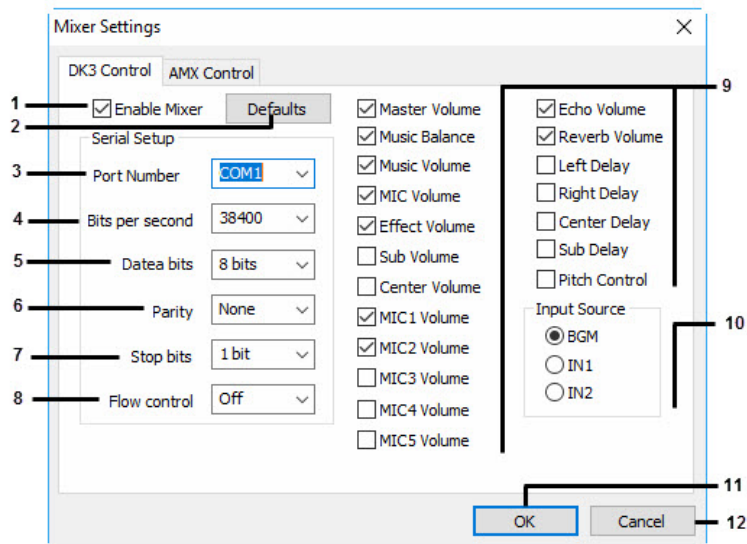 Mixer Settings
DK3 Control
AMX Control
9
1
Enable Mixer
Defaults
2
Serial Setup
3
Port Number
COM1
4
Bits per second
38400
5
Datea bits
8 bits
6
Parity
None
7
Stop bits
1 bit
8
Flow control
Off
Master Volume
Music Balance
Music Volume
MIC Volume
Effect Volume
Sub Volume
Center Volume
MIC1 Volume
MIC2 Volume
MIC3 Volume
MIC4 Volume
MIC5 Volume
Echo Volume
Reverb Volume
Left Delay
Right Delay
Center Delay
Sub Delay
Pitch Control
Input Source
10
BGM
IN1
IN2
11
OK
Cancel
12